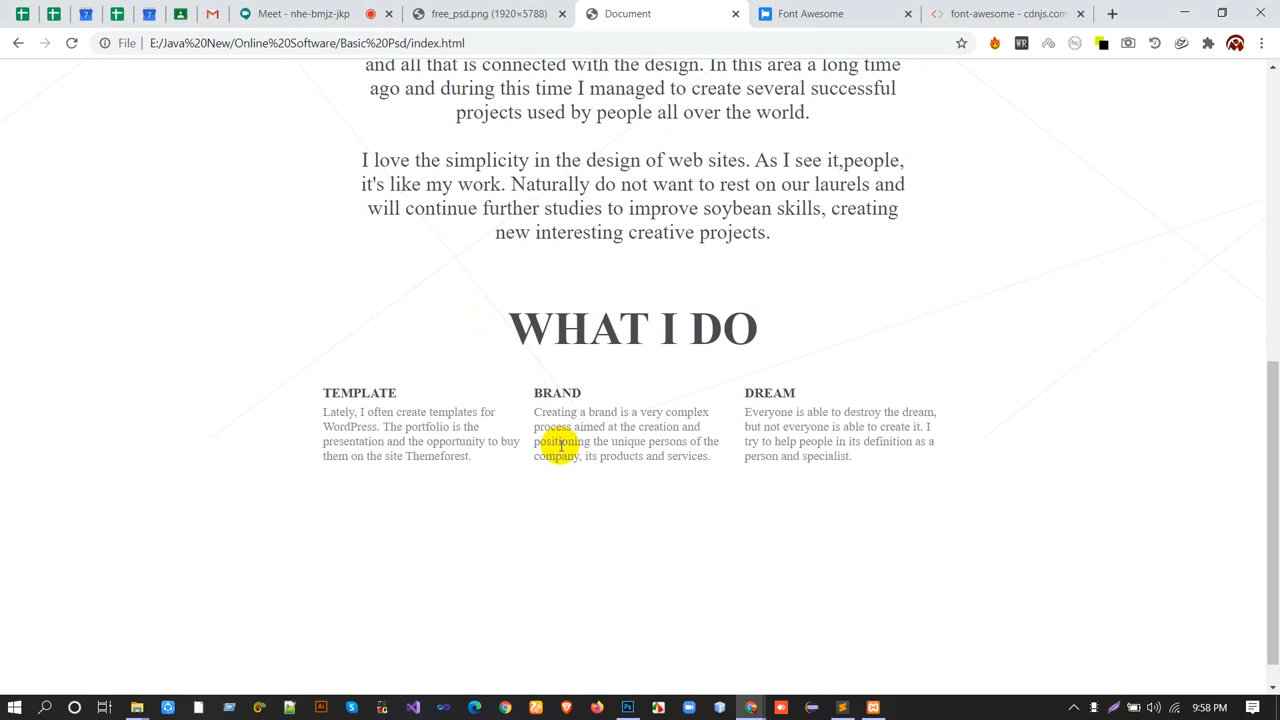 Meet - nhe-bmjz-jkp
free_psd.png (1920×5788)
Document
Font Awesome
font-awesome - cdnjs.com
File
E:/Java%20New/Online%20Software/Basic%20Psd/index.html
and all that is connected with the design. In this area a long time
ago and during this time I managed to create several successful
projects used by people all over the world.
I love the simplicity in the design of web sites. As I see it,people,
it's like my work. Naturally do not want to rest on our laurels and
will continue further studies to improve soybean skills, creating
new interesting creative projects.
WHAT I DO
TEMPLATE
Lately, I often create templates for
WordPress. The portfolio is the
presentation and the opportunity to buy
them on the site Themeforest.
BRAND
Creating a brand is a very complex
process aimed at the creation and
positioning the unique persons of the
company, its products and services.
DREAM
Everyone is able to destroy the dream,
but not everyone is able to create it. I
try to help people in its definition as a
person and specialist.
9:58 PM